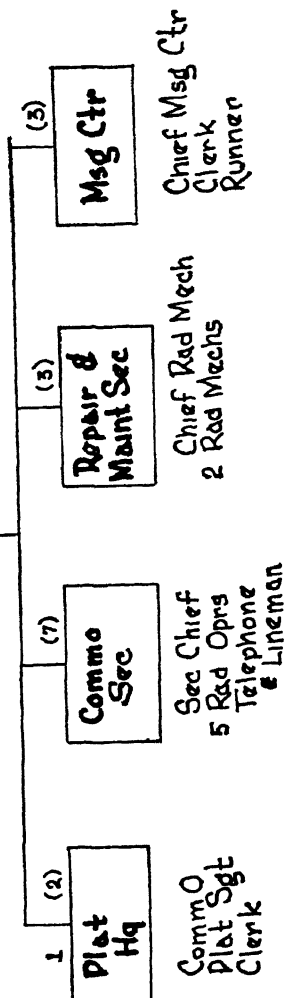 1 (2)
Plat
Hq
CommO
Plat Sgt
Clerk
(7)
Commo
Sec
Sec Chief
5 Rad Oprs
Telephone
& Lineman
(3)
Repair &
Maint Sec
Chief Rad Mech
2 Rad Mechs
(3)
Msg Ctr
Chief Msg Ctr
Clerk
Runner